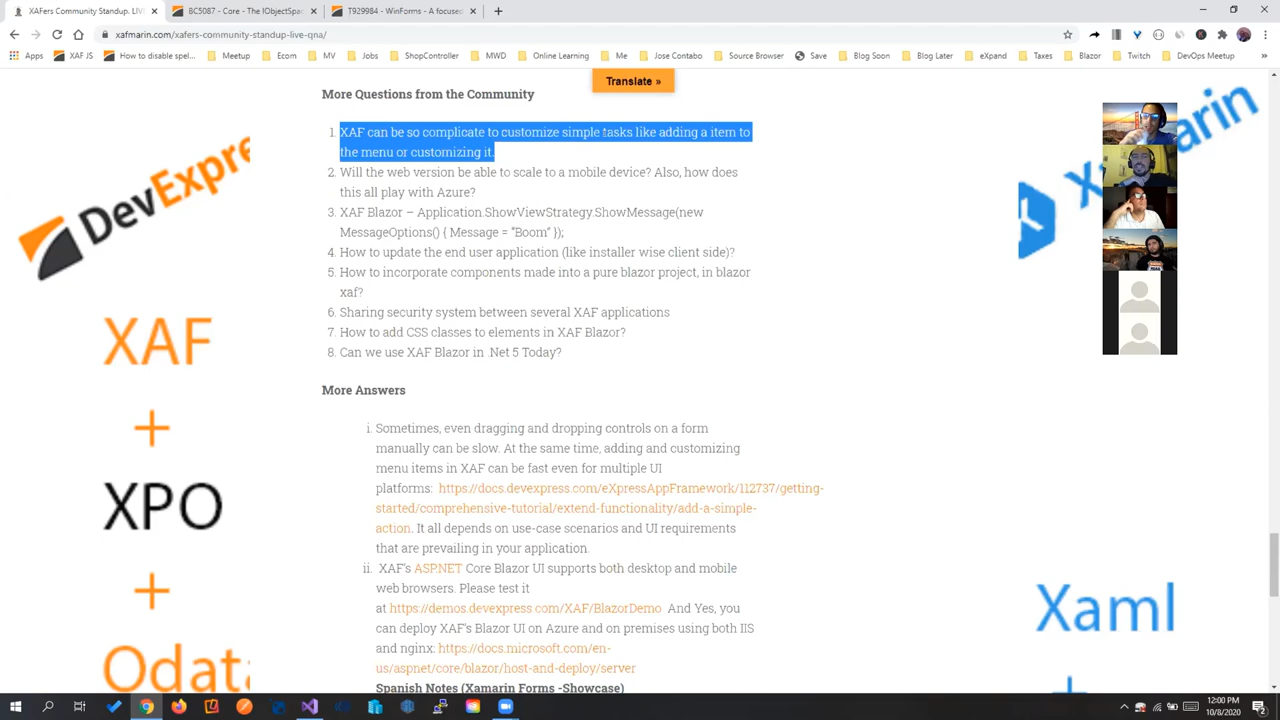 XAFers Community Standup. LIV
BC5087 - Core - The IObjectSpac
T929984 - WinForms - A focused
xafmarin.com/xafers-community-standup-live-qna/
Apps
XAF JS
How to disable spel...
Meetup
Ecom
MV
Jobs
ShopController
MWD
Online Learning
Me
Jose Contabo
Source Browser
Save
Blog Soon
Blog Later
eXpand
Taxes
Blazor
Twitch
DevOps Meetup
Translate »
More Questions from the Community
1. XAF can be so complicate to customize simple tasks like adding a item to
the menu or customizing it.
2. Will the web version be able to scale to a mobile device? Also, how does
this all play with Azure?
3. XAF Blazor – Application.ShowViewStrategy.ShowMessage(new
MessageOptions() { Message = “Boom” });
4. How to update the end user application (like installer wise client side)?
5. How to incorporate components made into a pure blazor project, in blazor
xaf?
6. Sharing security system between several XAF applications
7. How to add CSS classes to elements in XAF Blazor?
8. Can we use XAF Blazor in .Net 5 Today?
More Answers
i. Sometimes, even dragging and dropping controls on a form
manually can be slow. At the same time, adding and customizing
menu items in XAF can be fast even for multiple UI
platforms: https://docs.devexpress.com/eXpressAppFramework/112737/getting-
started/comprehensive-tutorial/extend-functionality/add-a-simple-
action. It all depends on use-case scenarios and UI requirements
that are prevailing in your application.
ii. XAF's ASP.NET Core Blazor UI supports both desktop and mobile
web browsers. Please test it
at https://demos.devexpress.com/XAF/BlazorDemo And Yes, you
can deploy XAF's Blazor UI on Azure and on premises using both IIS
and nginx: https://docs.microsoft.com/en-
us/aspnet/core/blazor/host-and-deploy/server
Spanish Notes (Xamarin Forms -Showcase)
DevExpre
XAF
+
XPO
+
Odata
Xa
arin
Xaml
+
12:00 PM
10/8/2020
2